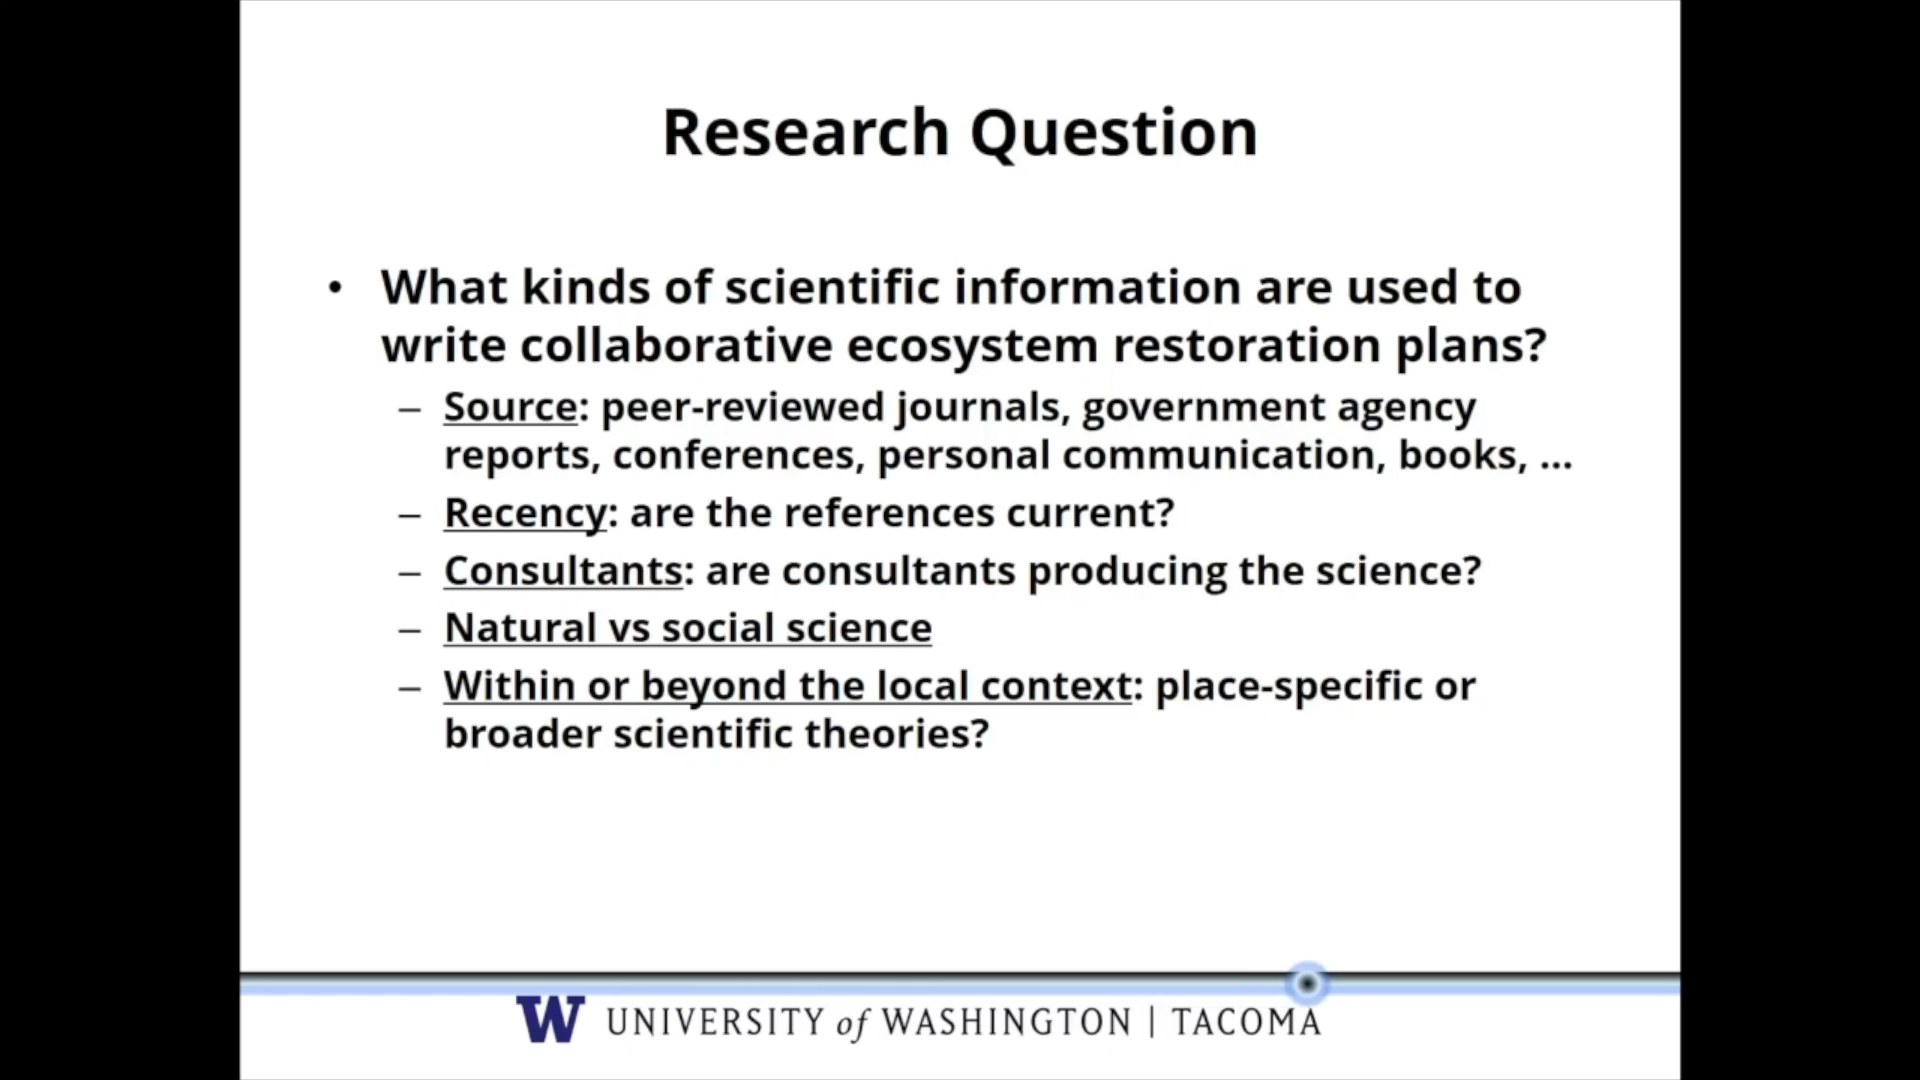 Research Question
• What kinds of scientific information are used to
write collaborative ecosystem restoration plans?
– Source: peer-reviewed journals, government agency
reports, conferences, personal communication, books, ...
– Recency: are the references current?
– Consultants: are consultants producing the science?
– Natural vs social science
– Within or beyond the local context: place-specific or
broader scientific theories?
W UNIVERSITY of WASHINGTON | TACOMA